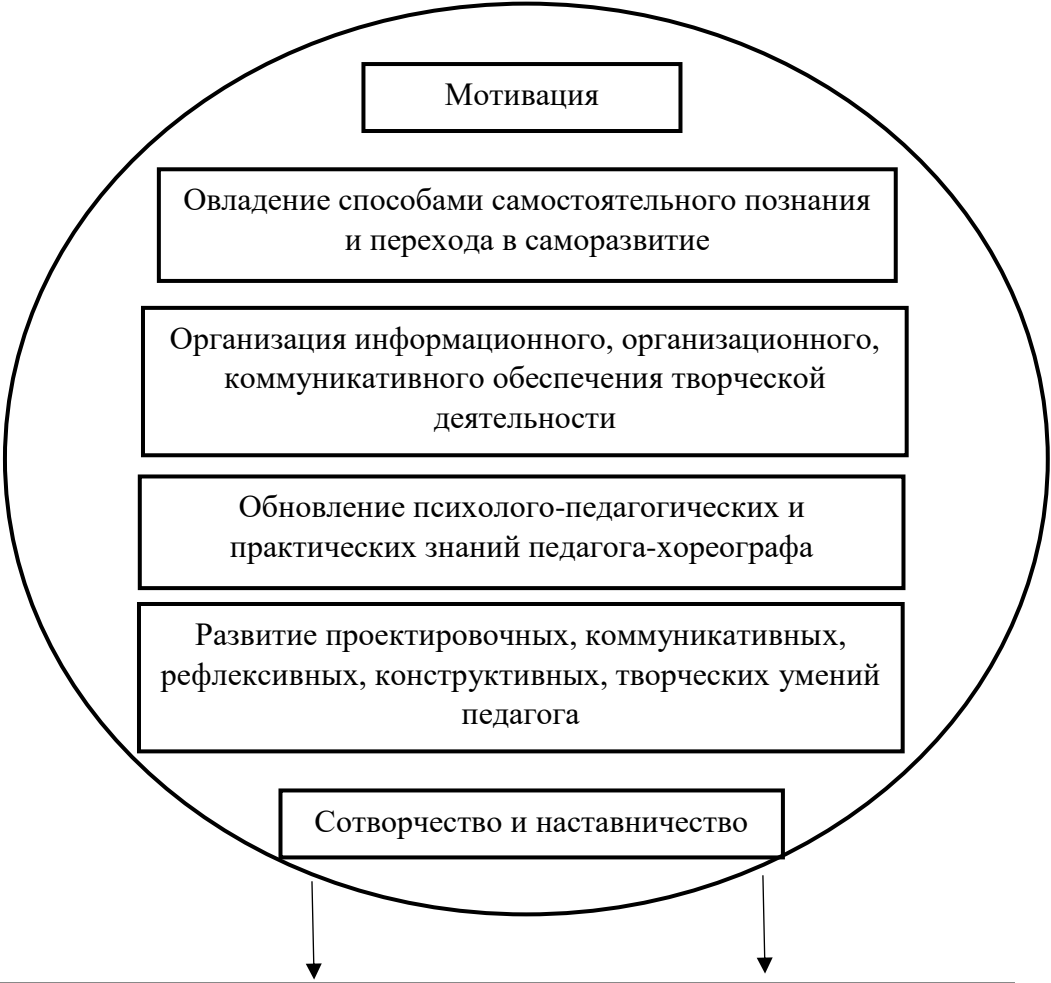 Мотивация
Овладение способами самостоятельного познания
и перехода в саморазвитие
Организация информационного, организационного,
коммуникативного обеспечения творческой
деятельности
Обновление психолого-педагогических и
практических знаний педагога-хореографа
Развитие проектировочных, коммуникативных,
рефлексивных, конструктивных, творческих умений
педагога
Сотворчество и наставничество